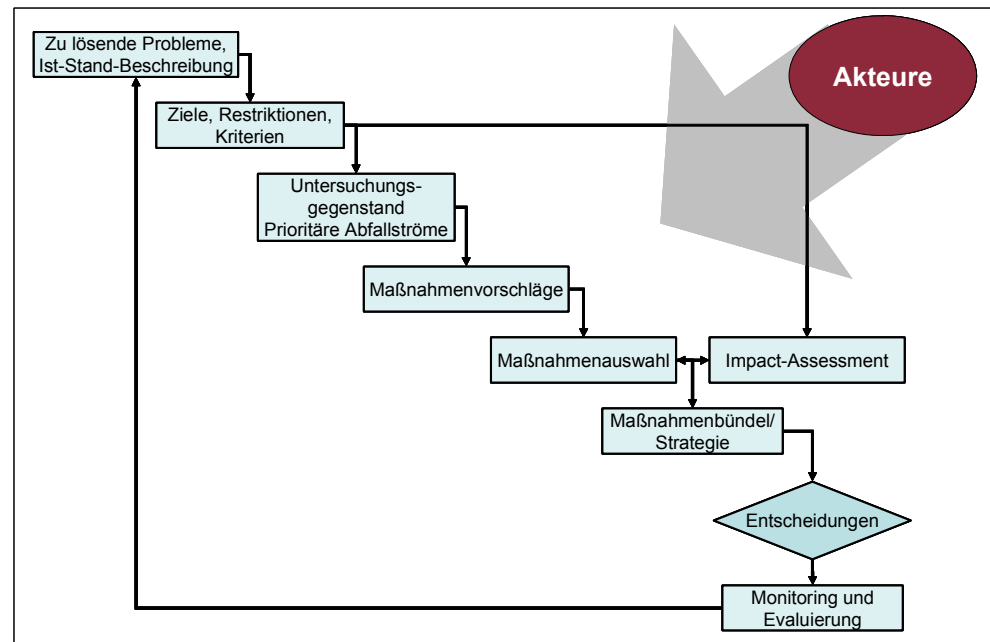 Zu lösende Probleme,
Ist-Stand-Beschreibung
Akteure
Ziele, Restriktionen,
Kriterien
Untersuchungs-
gegenstand
Prioritäre Abfallströme
Maßnahmenvorschläge
Maßnahmenauswahl
Impact-Assessment
Maßnahmenbündel/
Strategie
Entscheidungen
Monitoring und
Evaluierung